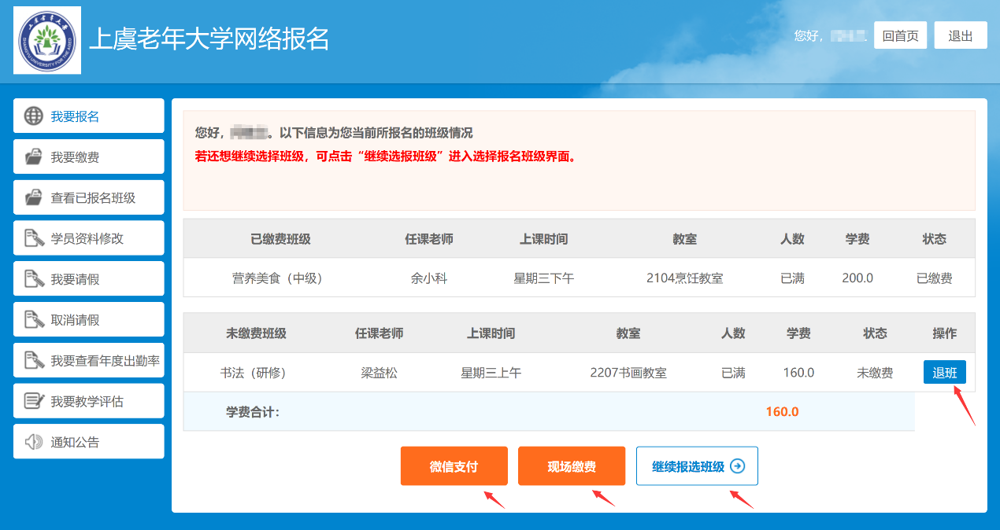 上虞老年大学
SHANGYU UNIVERSITY FOR THE AGED
上虞老年大学网络报名
您好，
回首页
退出
我要报名
我要缴费
查看已报名班级
学员资料修改
我要请假
取消请假
我要查看年度出勤率
我要教学评估
通知公告
您好，。以下信息为您当前所报名的班级情况
若还想继续选择班级，可点击“继续选报班级”进入选择报名班级界面。
已缴费班级 任课老师 上课时间 教室 人数 学费 状态
营养美食（中级） 余小科 星期三下午 2104烹饪教室 已满 200.0 已缴费
未缴费班级 任课老师 上课时间 教室 人数 学费 状态 操作
书法（研修） 梁益松 星期三上午 2207书画教室 已满 160.0 未缴费 退班
学费合计： 160.0
微信支付 现场缴费 继续报选班级